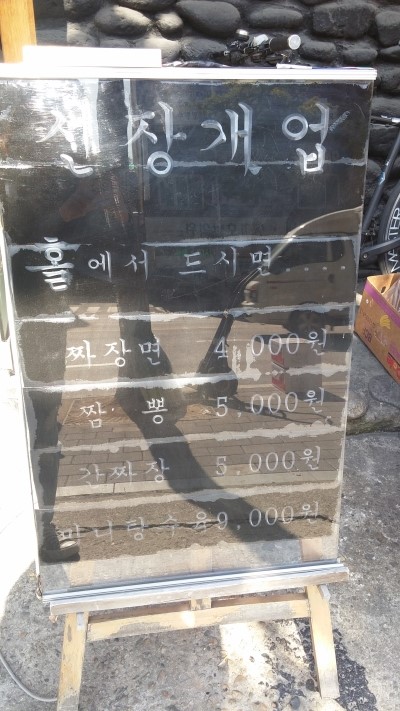 신장개업
홀에서 드시면
짜장면 4,000원
짬뽕 5,000원
간짜장 5,000원
미니탕수육 9,000원